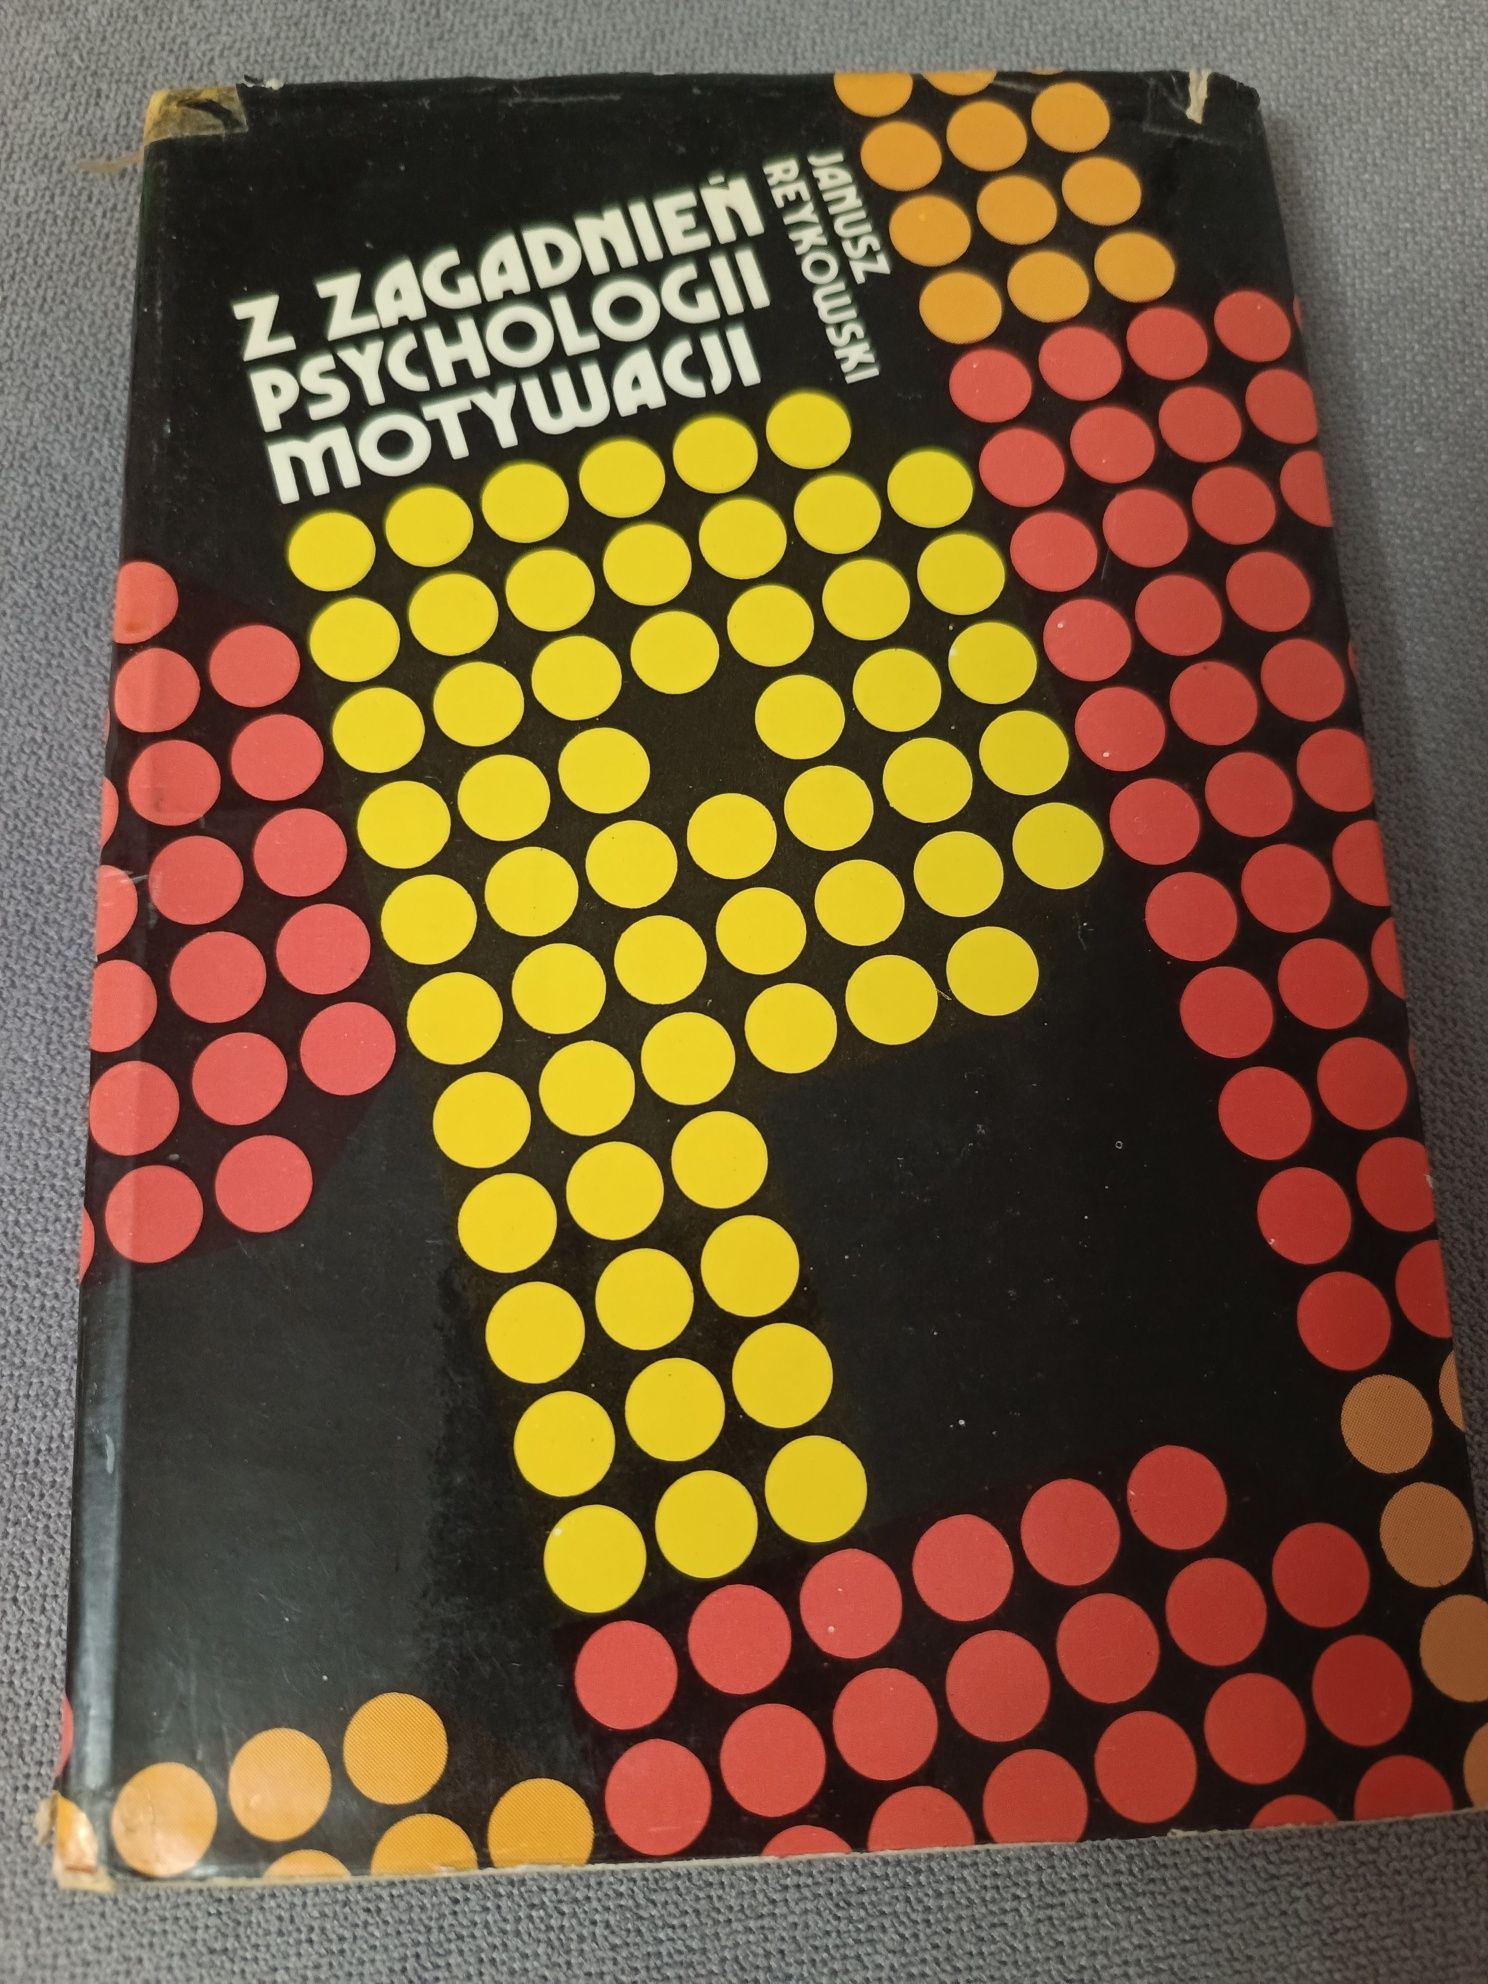 Z ZAGADNIEŃ
PSYCHOLOGII
MOTYWACJI
JANUSZ
REYKOWSKI